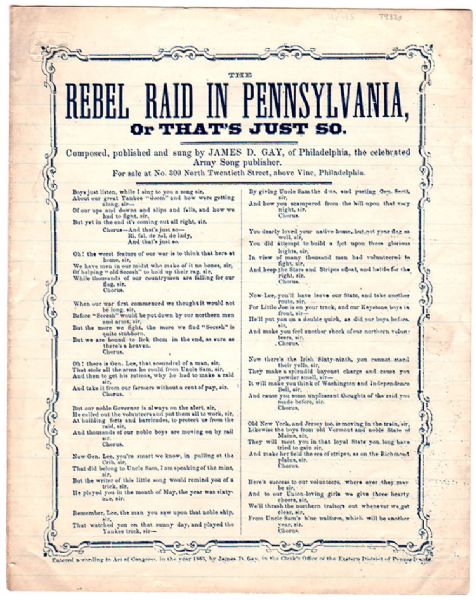 THE
REBEL RAID IN PENNSYLVANIA,
Or THAT'S JUST SO.
Composed, published and sung by JAMES D. GAY, of Philadelphia, the celebrated
Army Song publisher.
For sale at No. 300 North Twentieth Street, above Vine, Philadelphia.
Boys just listen, while I sing to you a song sir,
About our great Yankee "doom" and how were getting
along, sir—
Of our ups and downs and slips and falls, and how we
had to fight, sir,
But yet in the end it's coming out all right, sir.
Chorus—And that's just so—
Ri, fal, de ral, de lady,
And that's just so.
Oh! the worst feature of our war is to think that here at
home, sir,
We have men in our midst who make of it no bones, sir,
Of helping "old Secesh" to hold up their rag, sir,
While thousands of our countrymen are falling for our
flag, sir.
Chorus.
When our war first commenced we thought it would not
be long, sir,
Before "Secesh" would be put down by our northern men
and arms, sir,
But the more we fight, the more we find "Secesh" is
quite stubborn,
But we are bound to lick them in the end, as sure as
there's a heaven.
Chorus.
Oh! there is Gen. Lee, that scoundrel of a man, sir,
That stole all the arms he could from Uncle Sam, sir,
And then to get his rations, why he had to make a raid
sir,
And take it from our farmers without a cent of pay, sir.
Chorus.
But our noble Governor is always on the alert, sir,
He called out the volunteers and put them all to work, sir,
At building forts and barricades, to protect us from the
raid, sir,
And thousands of our noble boys are moving on by rail
sir.
Chorus.
Now Gen. Lee, you're smart we know, in pulling at the
sir,
That did belong to Uncle Sam, I am speaking of the mint,
sir,
But the writer of this little song would remind you of a
trick, sir,
He played you in the month of May, the year was sixty-
sir.
Remember, Lee, the man you saw upon that noble ship,
sir,
That watched you on that sunny day, and played the
Yankee trick, sir—
By giving Uncle Sam the and posting Gen. Scott,
sir,
And how you scampered from the hill upon that very
night, sir.
Chorus.
You dearly loved your native home, but not your flag as
well, sir,
You did attempt to build a fort upon those glorious
hights, sir,
In view of many thousand men had volunteered to
fight, sir,
And keep the Stars and Stripes afloat, and battle for the
right, sir.
Chorus.
Now Lee, you'll have leave our State, and take another
route, sir,
For Little Joe is on your track, and our Keystone boys in
front, sir—
He'll put you on a double quick, as did our boys before,
sir,
And make you feel another shock of our northern volun-
teers, sir.
Chorus.
Now there's the Irish Sixty-ninth, you cannot stand
their yells, sir,
They make a splendid bayonet charge and cause you
powder smell, sir—
It will make you think of Washington and Independence
Bell, sir,
And cause you some unpleasant thoughts of the raid you
made before, sir.
Chorus.
Old New York, and Jersey too, is moving in the train, sir,
Likewise the boys from old Vermont and noble State of
Maine, sir,
They will meet you in that loyal State you long have
tried to gain sir,
And make her field the sea of stripes, as on the Richmond
plains, sir.
Chorus.
Here's success to our volunteers, where ever they may
be sir,
And to our Union-loving girls we give those hearty
cheers, sir,
We'll thrash the northern traitors out whenever we get
clear, sir,
From Uncle Sam's blue uniform, which will be another
year, sir.
Chorus.
Entered according to Act of Congress, in the year 1863, by James D. Gay, in the Clerk's Office of the Eastern District of Pennsylvania.